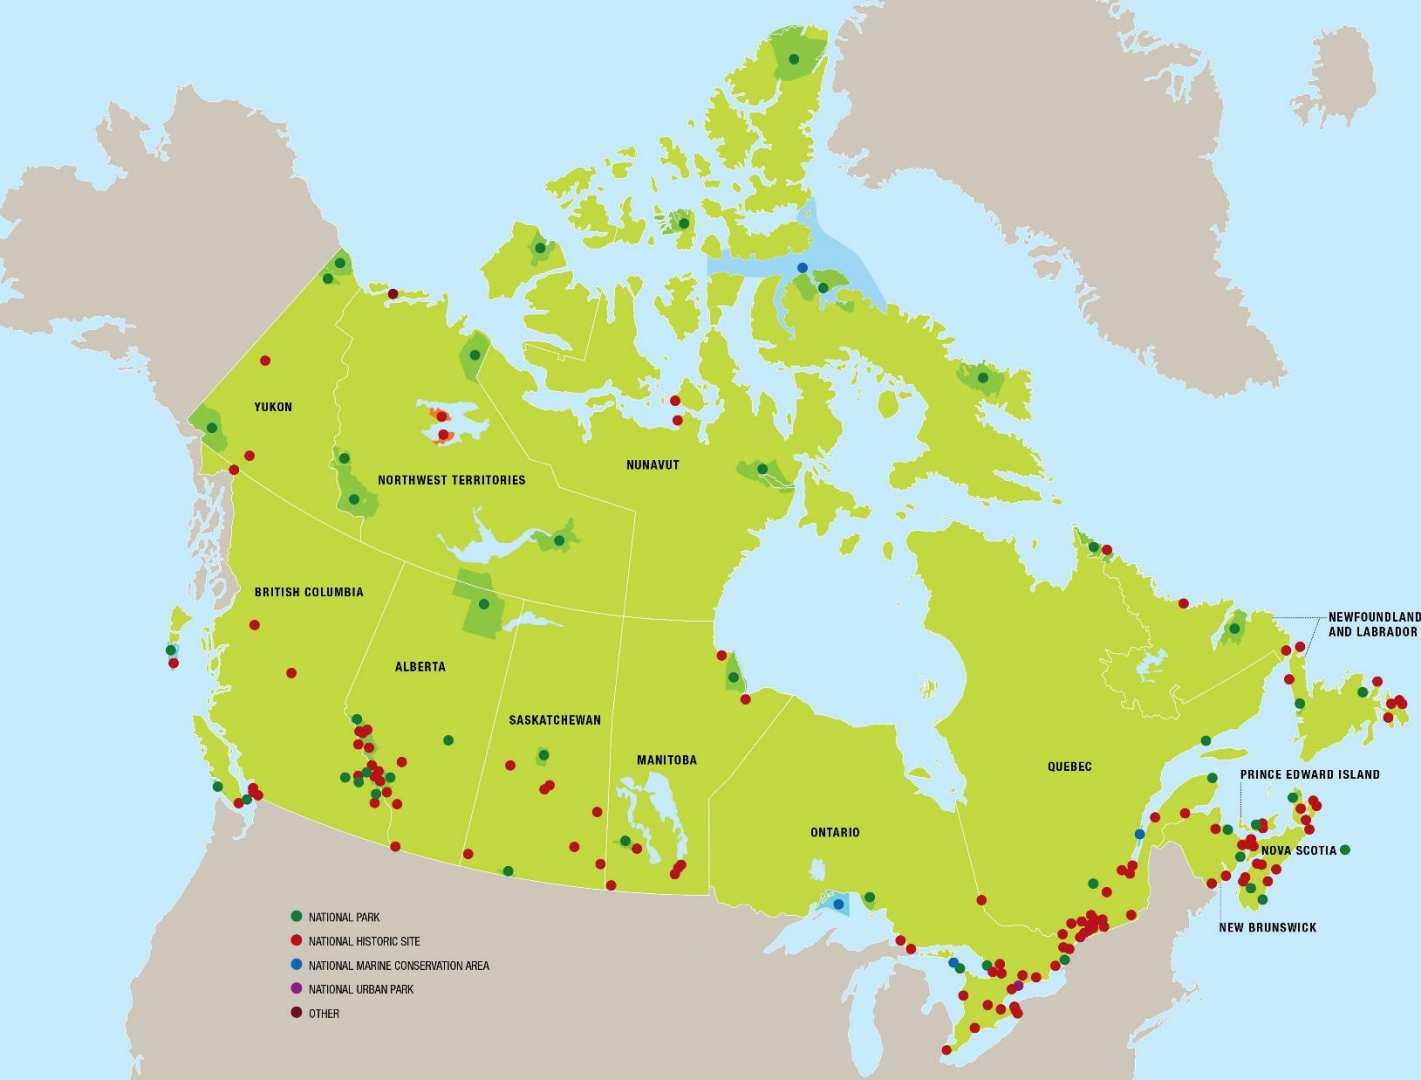 YUKON
NORTHWEST TERRITORIES
NUNAVUT
BRITISH COLUMBIA
ALBERTA
SASKATCHEWAN
MANITOBA
ONTARIO
QUEBEC
NEWFOUNDLAND
AND LABRADOR
PRINCE EDWARD ISLAND
NOVA SCOTIA
NEW BRUNSWICK
NATIONAL PARK
NATIONAL HISTORIC SITE
NATIONAL MARINE CONSERVATION AREA
NATIONAL URBAN PARK
OTHER